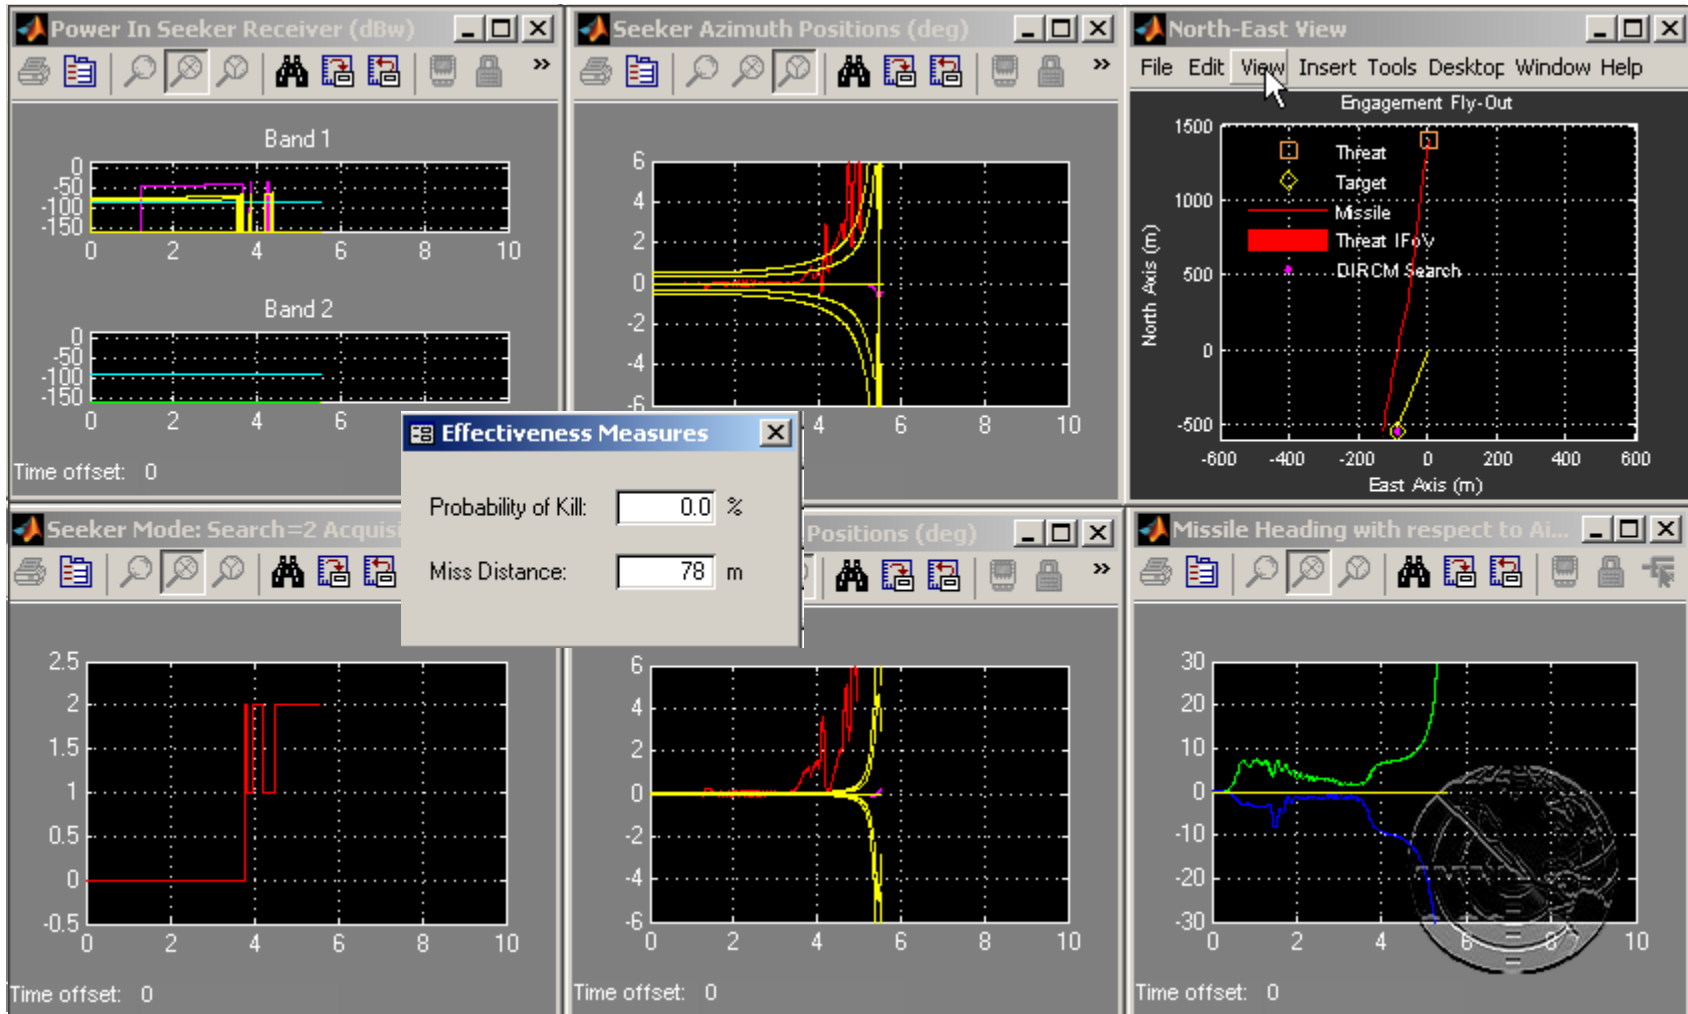 Power In Seeker Receiver (dBw)
»
Band 1
0
-50
-100
-150
0 2 4 6 8 10
Band 2
0
-50
-100
-150
0 2 4 6 8 10
Time offset: 0
Seeker Azimuth Positions (deg)
»
6
4
2
0
-2
-4
-6
4 6 8 10
North-East View
File Edit View Insert Tools Desktop Window Help
Engagement Fly-Out
1500
1000
500
0
-500
North Axis (m)
Threat
Target
Missile
Threat IFoV
DIRCM Search
-600 -400 -200 0 200 400 600
East Axis (m)
Effectiveness Measures
Probability of Kill: 0.0 %
Miss Distance: 78 m
Seeker Mode: Search=2 Acquisi
2.5
2
1.5
1
0.5
0
-0.5
0 2 4 6 8 10
Time offset: 0
Positions (deg)
»
6
4
2
0
-2
-4
-6
0 2 4 6 8 10
Time offset: 0
Missile Heading with respect to Ai...
30
20
10
0
-10
-20
-30
0 2 4 6 8 10
Time offset: 0